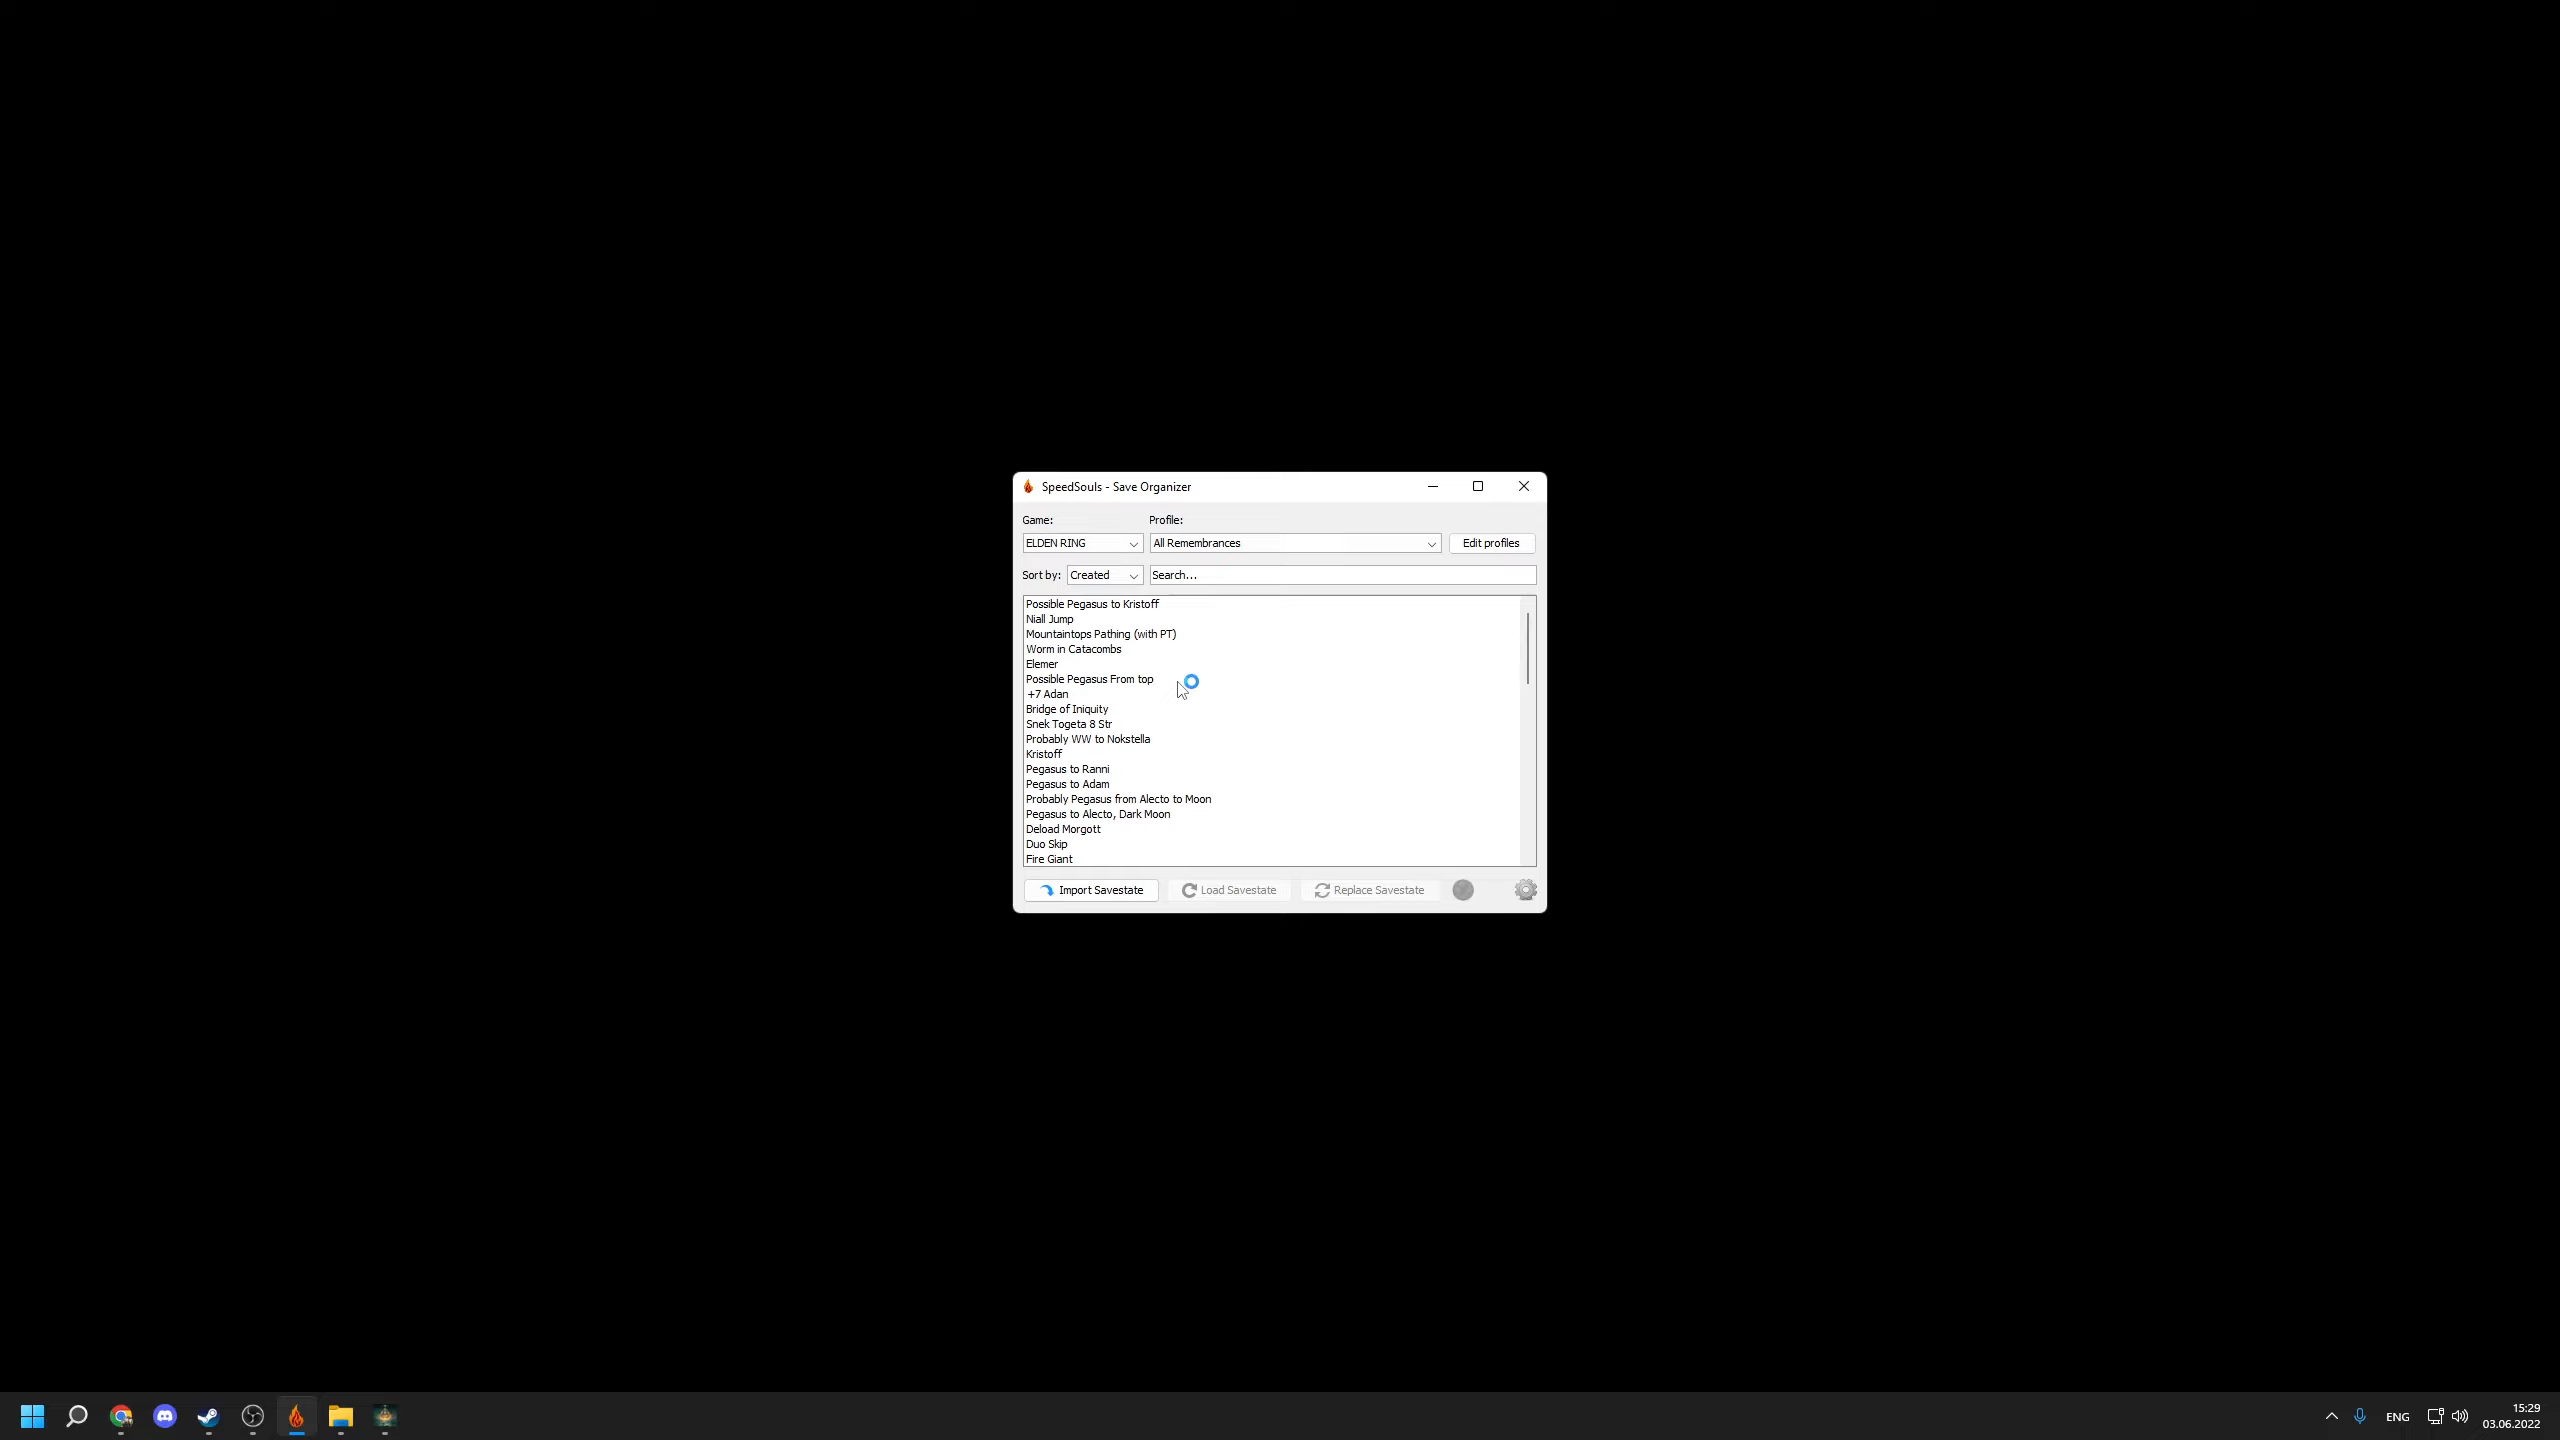 SpeedSouls - Save Organizer
Game:
Profile:
ELDEN RING
All Remembrances
Edit profiles
Sort by:
Created
Search...
Possible Pegasus to Kristoff
Niall Jump
Mountaintops Pathing (with PT)
Worm in Catacombs
Elemer
Possible Pegasus From top
+7 Adan
Bridge of Iniquity
Snek Togeta 8 Str
Probably WW to Nokstella
Kristoff
Pegasus to Ranni
Pegasus to Adam
Probably Pegasus from Alecto to Moon
Pegasus to Alecto, Dark Moon
Deload Morgott
Duo Skip
Fire Giant
Import Savestate
Load Savestate
Replace Savestate
ENG
15:29
03.06.2022